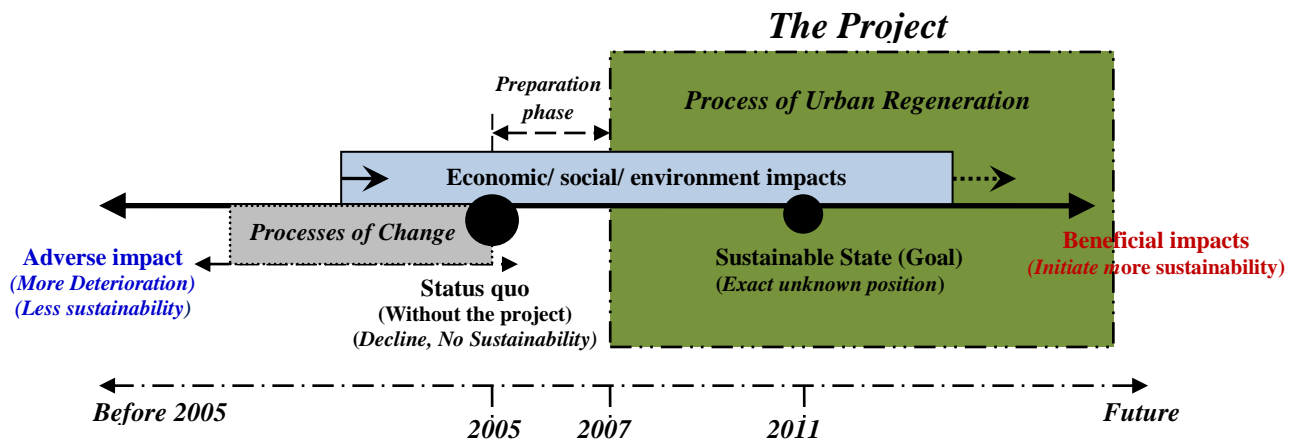 The Project
Preparation
phase
Process of Urban Regeneration
Economic/ social/ environment impacts
Processes of Change
Adverse impact
(More Deterioration)
(Less sustainability)
Status quo
(Without the project)
(Decline, No Sustainability)
Sustainable State (Goal)
(Exact unknown position)
Beneficial impacts
(Initiate more sustainability)
Before 2005
2005
2007
2011
Future